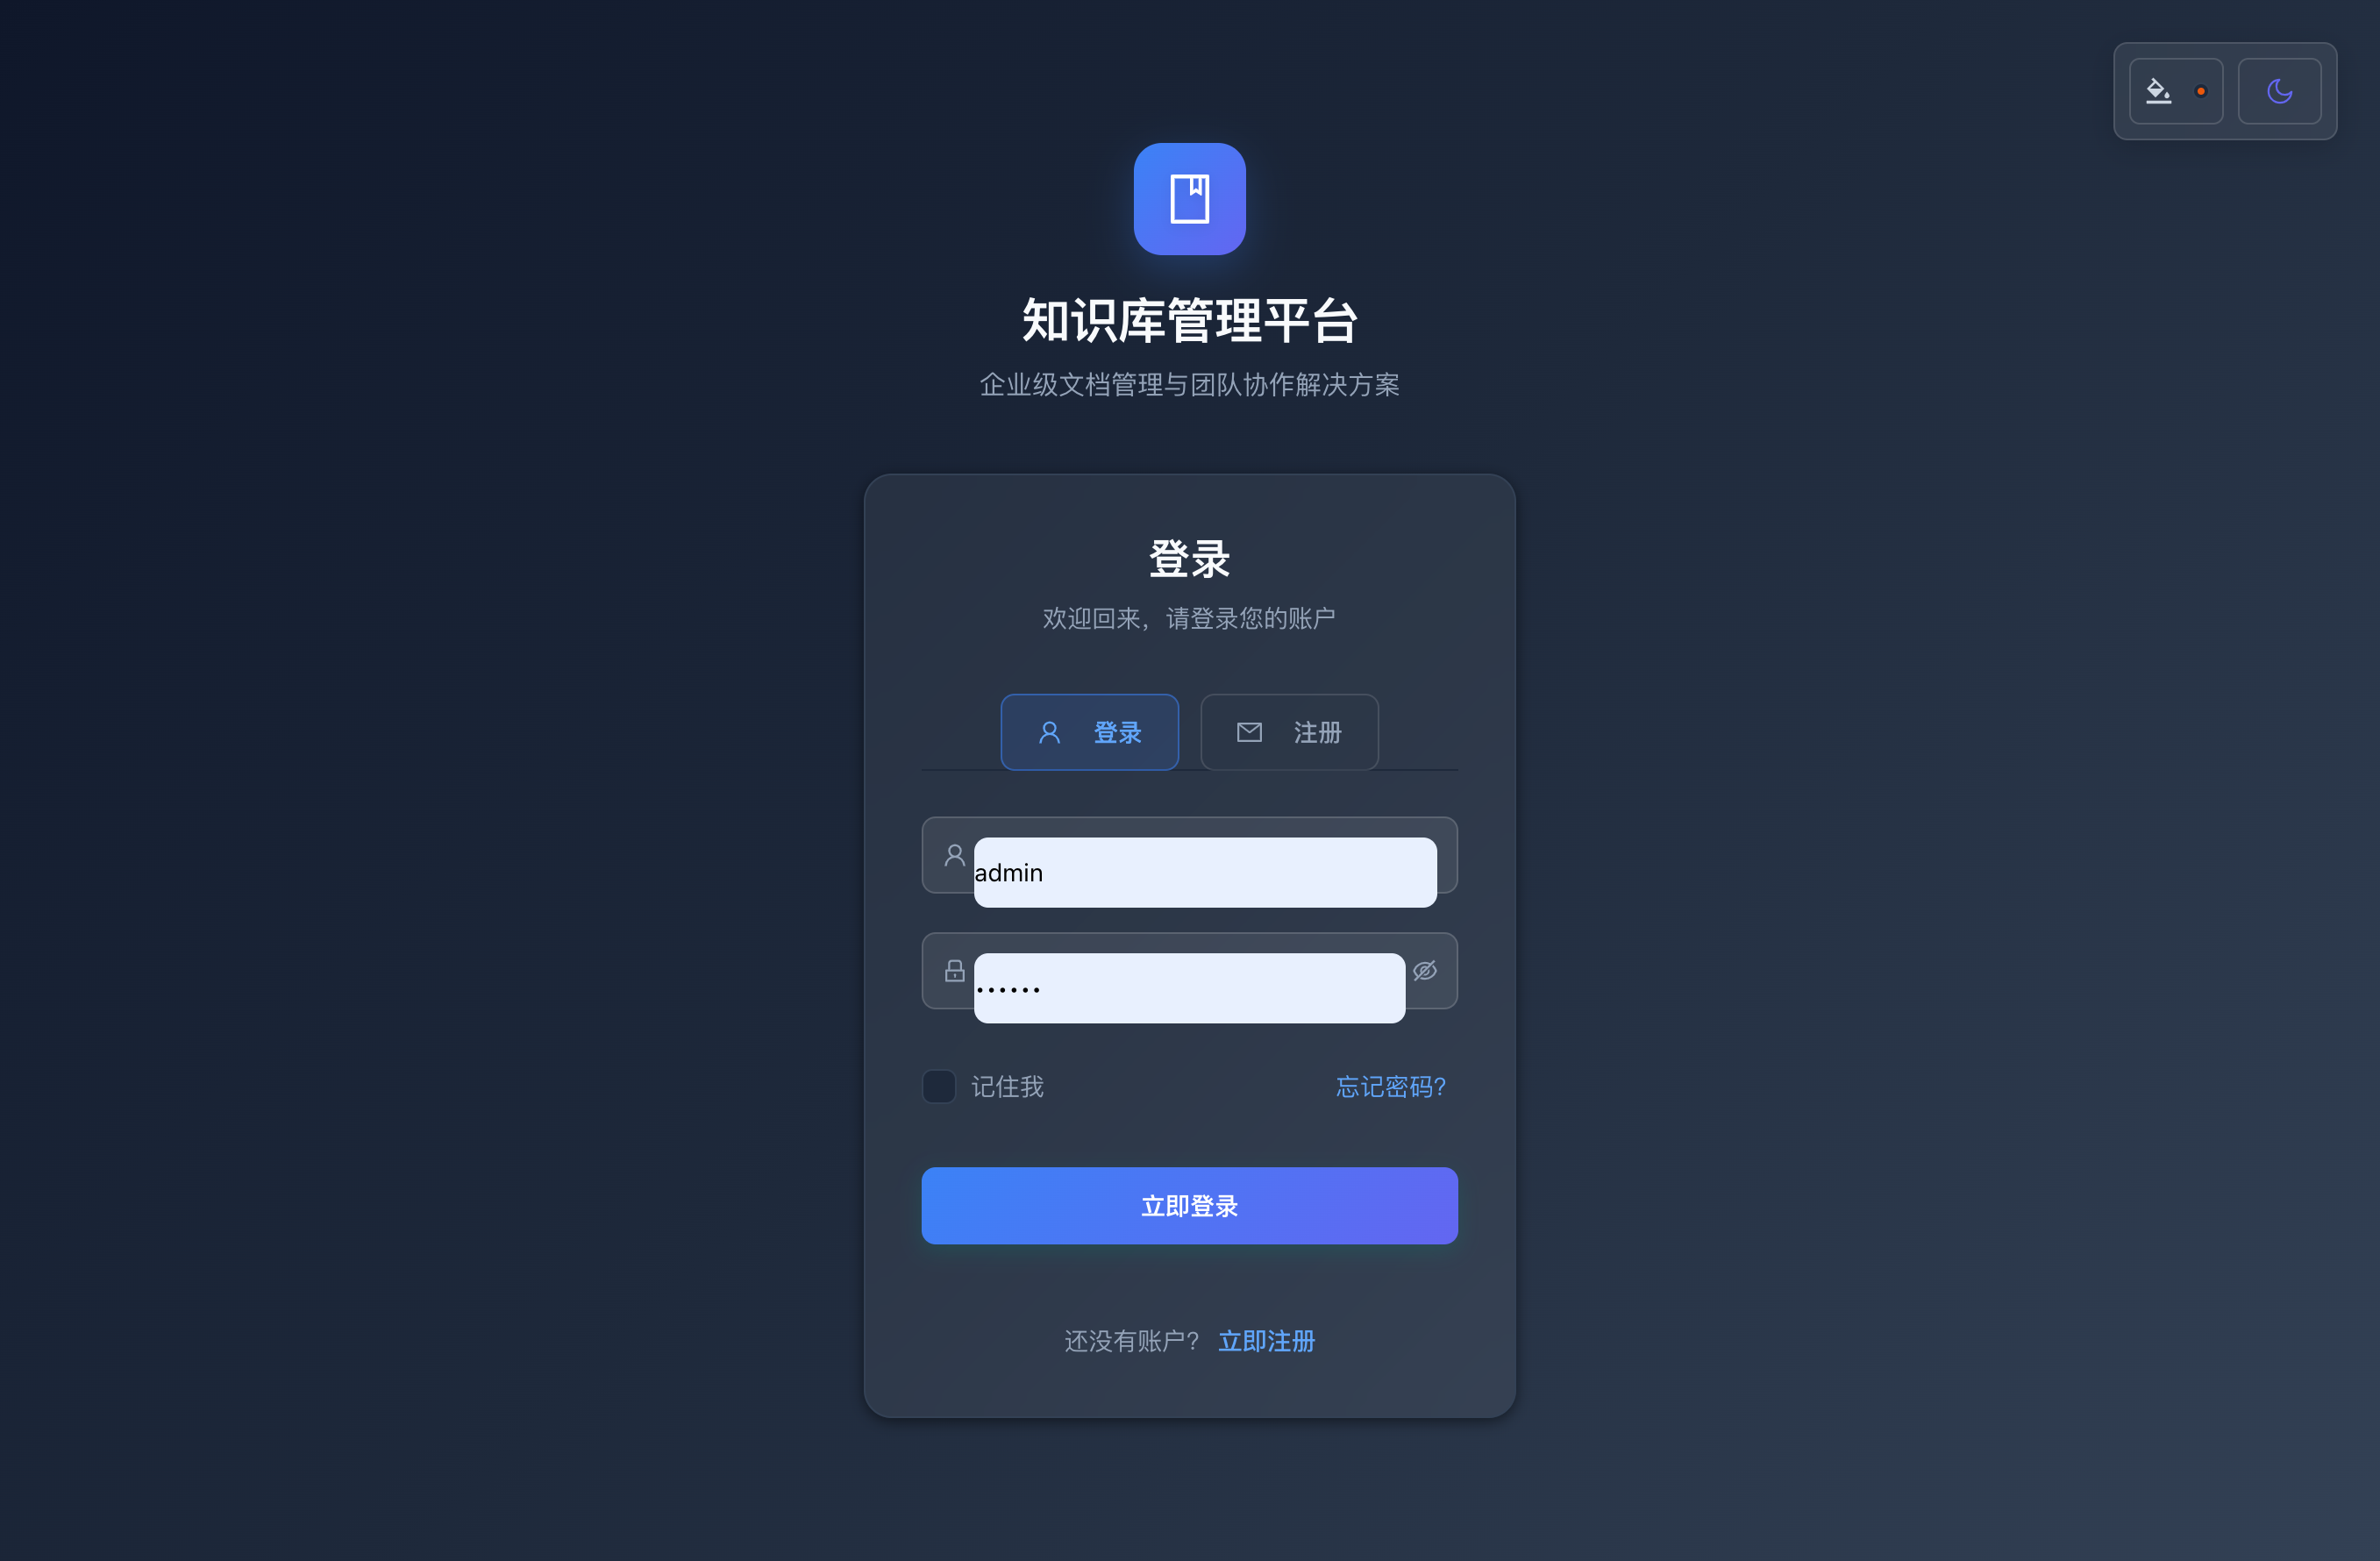 知识库管理平台
企业级文档管理与团队协作解决方案
登录
欢迎回来，请登录您的账户
登录 注册
admin
••••••
记住我 忘记密码?
立即登录
还没有账户? 立即注册